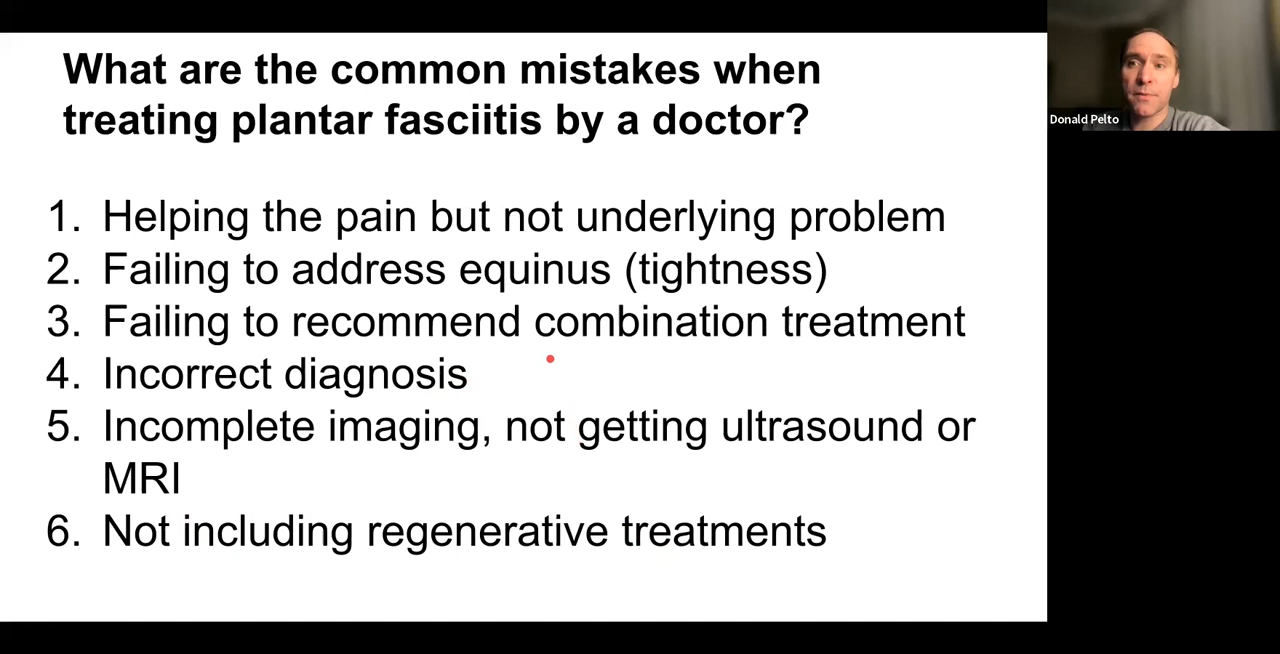 What are the common mistakes when
treating plantar fasciitis by a doctor?
Donald Pelto
1. Helping the pain but not underlying problem
2. Failing to address equinus (tightness)
3. Failing to recommend combination treatment
4. Incorrect diagnosis
5. Incomplete imaging, not getting ultrasound or
MRI
6. Not including regenerative treatments